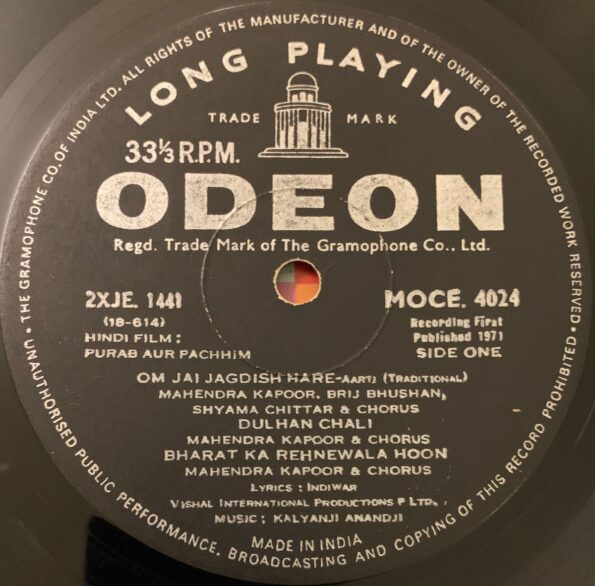 UNAUTHORISED PUBLIC PERFORMANCE, BROADCASTING AND COPYING OF THIS RECORD PROHIBITED • THE GRAMOPHONE CO. OF INDIA LTD. ALL RIGHTS OF THE MANUFACTURER AND OF THE OWNER OF THE RECORDED WORK RESERVED •
LONG PLAYING
TRADE MARK
33⅓ R.P.M.
ODEON
Regd. Trade Mark of The Gramophone Co., Ltd.
2XJE. 1441
MOCE. 4024
(18-614)
Recording First
HINDI FILM:
Published 1971
PURAB AUR PACHHIM
SIDE ONE
OM JAI JAGDISH HARE-AARTI (TRADITIONAL)
MAHENDRA KAPOOR, BRIJ BHUSHAN,
SHYAMA CHITTAR & CHORUS
DULHAN CHALI
MAHENDRA KAPOOR & CHORUS
BHARAT KA REHNEWALA HOON
MAHENDRA KAPOOR & CHORUS
LYRICS : INDIWAR
VISHAL INTERNATIONAL PRODUCTIONS P LTD.,
MUSIC : KALYANJI ANANDJI
MADE IN INDIA